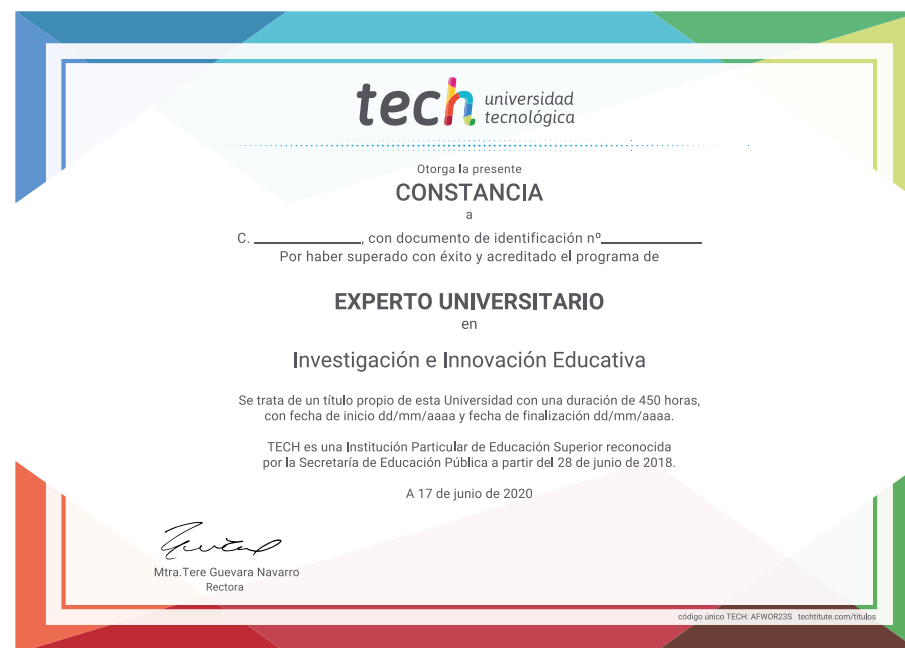 tech universidad
tecnológica
Otorga la presente
CONSTANCIA
a
C. ____________, con documento de identificación nº____________
Por haber superado con éxito y acreditado el programa de
EXPERTO UNIVERSITARIO
en
Investigación e Innovación Educativa
Se trata de un título propio de esta Universidad con una duración de 450 horas,
con fecha de inicio dd/mm/aaaa y fecha de finalización dd/mm/aaaa.
TECH es una Institución Particular de Educación Superior reconocida
por la Secretaría de Educación Pública a partir del 28 de junio de 2018.
A 17 de junio de 2020
Mtra.Tere Guevara Navarro
Rectora
código único TECH: AFWOR23S techtitute.com/titulos